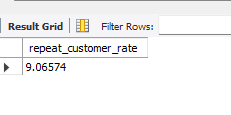 Result Grid Filter Rows:
repeat_customer_rate
9.06574